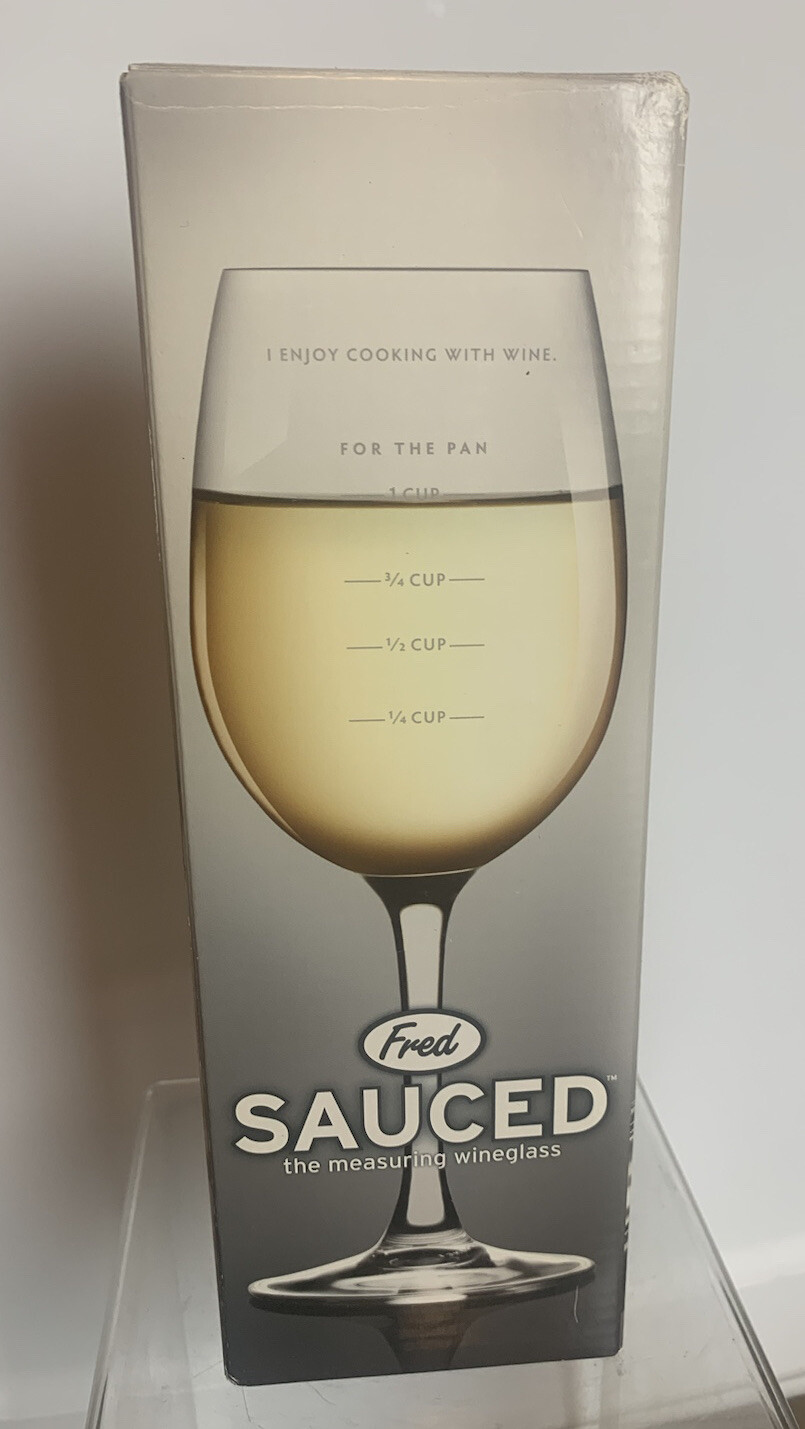 I ENJOY COOKING WITH WINE.
FOR THE PAN
1 CUP
3/4 CUP
1/2 CUP
1/4 CUP
Fred
SAUCED™
the measuring wineglass